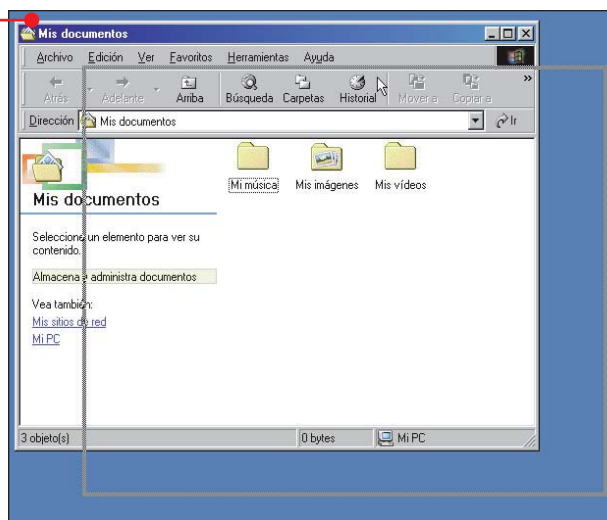 Mis documentos
Archivo Edición Ver Favoritos Herramientas Ayuda
Atrás Adelante Arriba Búsqueda Carpetas Historial Mover a Copiar a »
Dirección Mis documentos Ir
Mi música Mis imágenes Mis vídeos
Mis documentos
Seleccione un elemento para ver su
contenido.
Almacena y administra documentos
Vea también:
Mis sitios de red
Mi PC
3 objeto(s) 0 bytes Mi PC